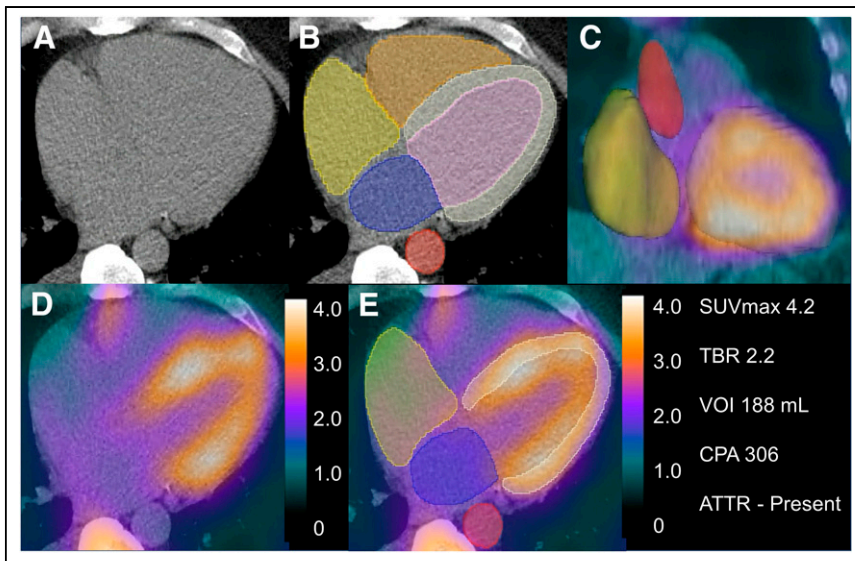 A
B
C
D
4.0
3.0
2.0
1.0
0
E
4.0
3.0
2.0
1.0
0
SUVmax 4.2
TBR 2.2
VOI 188 mL
CPA 306
ATTR - Present